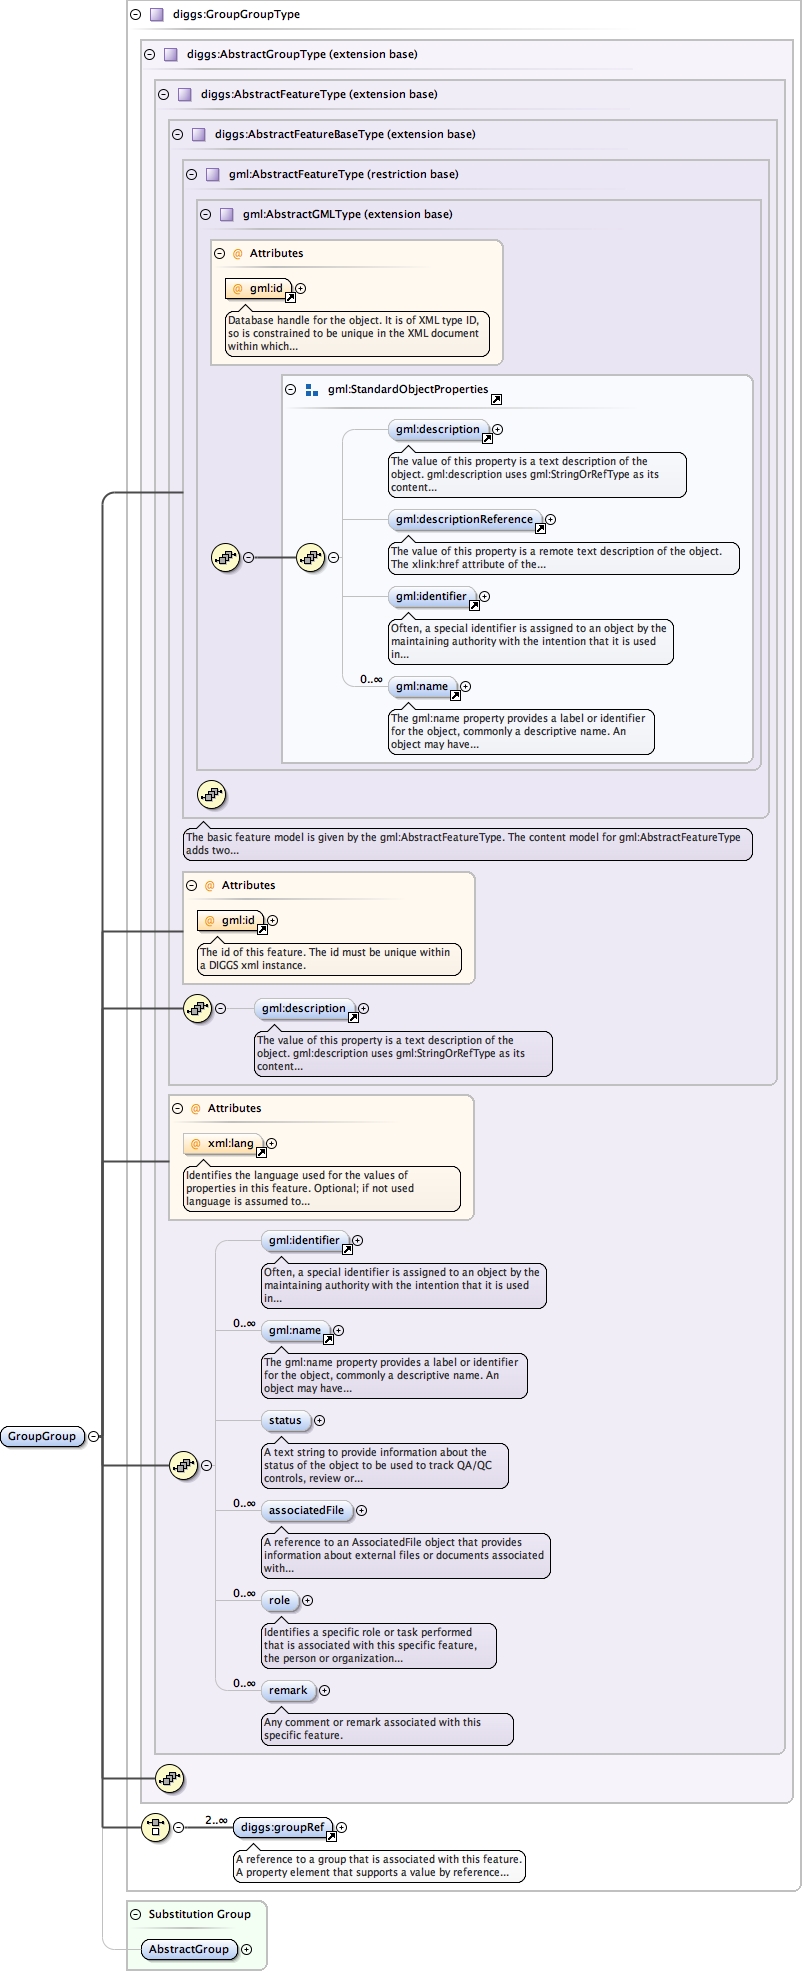 diggs:GroupGroupType
diggs:AbstractGroupType (extension base)
diggs:AbstractFeatureType (extension base)
diggs:AbstractFeatureBaseType (extension base)
gml:AbstractFeatureType (restriction base)
gml:AbstractGMLType (extension base)
@ Attributes
@ gml:id
Database handle for the object. It is of XML type ID,
so is constrained to be unique in the XML document
within which...
gml:StandardObjectProperties
gml:description
The value of this property is a text description of the
object. gml:description uses gml:StringOrRefType as its
content...
gml:descriptionReference
The value of this property is a remote text description of the object.
The xlink:href attribute of the...
gml:identifier
Often, a special identifier is assigned to an object by the
maintaining authority with the intention that it is used
in...
0..∞
gml:name
The gml:name property provides a label or identifier
for the object, commonly a descriptive name. An
object may have...
The basic feature model is given by the gml:AbstractFeatureType. The content model for gml:AbstractFeatureType
adds two...
@ Attributes
@ gml:id
The id of this feature. The id must be unique within
a DIGGS xml instance.
gml:description
The value of this property is a text description of the
object. gml:description uses gml:StringOrRefType as its
content...
@ Attributes
@ xml:lang
Identifies the language used for the values of
properties in this feature. Optional; if not used
language is assumed to...
gml:identifier
Often, a special identifier is assigned to an object by the
maintaining authority with the intention that it is used
in...
0..∞
gml:name
The gml:name property provides a label or identifier
for the object, commonly a descriptive name. An
object may have...
status
A text string to provide information about the
status of the object to be used to track QA/QC
controls, review or...
GroupGroup
0..∞
associatedFile
A reference to an AssociatedFile object that provides
information about external files or documents associated
with...
0..∞
role
Identifies a specific role or task performed
that is associated with this specific feature,
the person or organization...
0..∞
remark
Any comment or remark associated with this
specific feature.
2..∞
diggs:groupRef
A reference to a group that is associated with this feature.
A property element that supports a value by reference...
Substitution Group
AbstractGroup